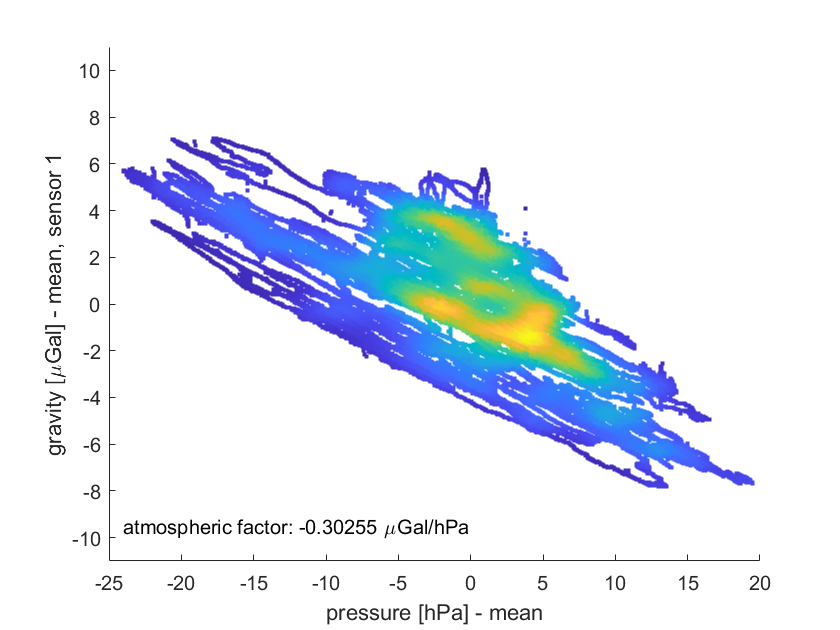 gravity [μGal] - mean, sensor 1
10
8
6
4
2
0
-2
-4
-6
-8
-10
atmospheric factor: -0.30255 μGal/hPa
-25 -20 -15 -10 -5 0 5 10 15 20
pressure [hPa] - mean